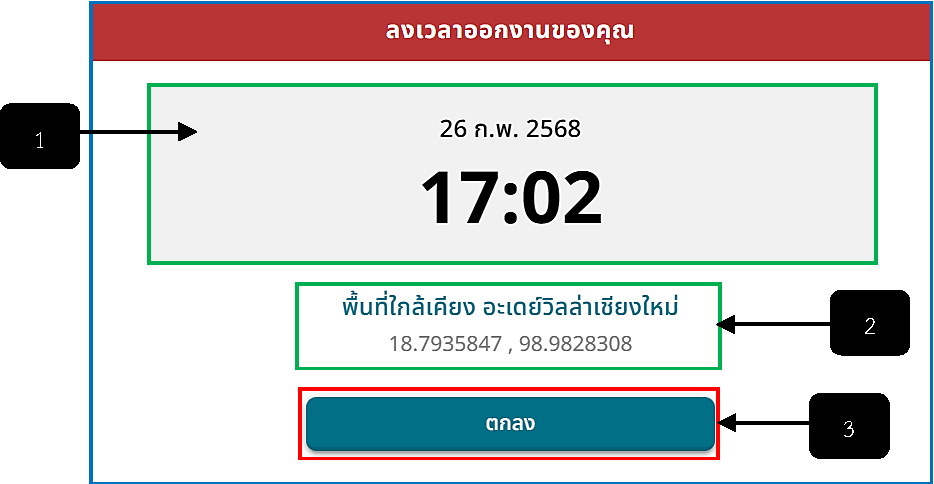 ลงเวลาออกงานของคุณ
1
26 ก.พ. 2568
17:02
พื้นที่ใกล้เคียง อะเดย์วิลล่าเชียงใหม่
18.7935847 , 98.9828308
2
ตกลง
3